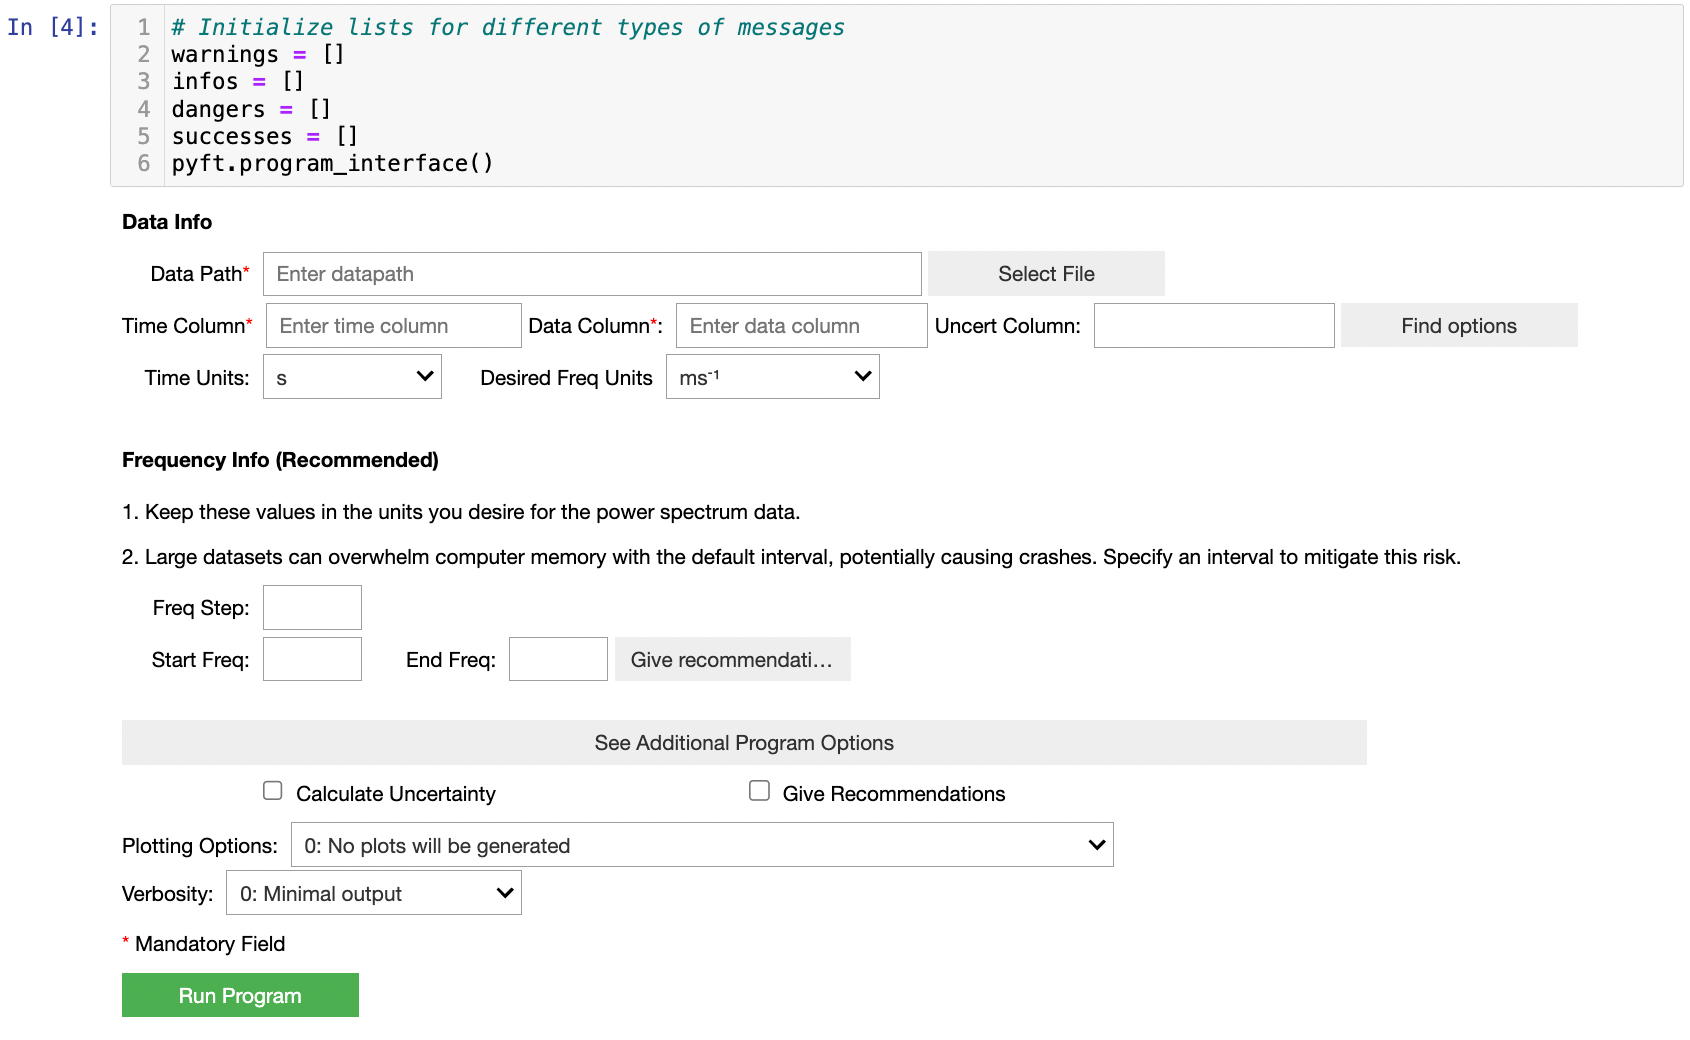 In [4]:
1 # Initialize lists for different types of messages
2 warnings = []
3 infos = []
4 dangers = []
5 successes = []
6 pyft.program_interface()
Data Info
Data Path* Enter datapath Select File
Time Column* Enter time column Data Column*: Enter data column Uncert Column: Find options
Time Units: s Desired Freq Units ms⁻¹
Frequency Info (Recommended)
1. Keep these values in the units you desire for the power spectrum data.
2. Large datasets can overwhelm computer memory with the default interval, potentially causing crashes. Specify an interval to mitigate this risk.
Freq Step:
Start Freq: End Freq: Give recommendati...
See Additional Program Options
Calculate Uncertainty Give Recommendations
Plotting Options: 0: No plots will be generated
Verbosity: 0: Minimal output
* Mandatory Field
Run Program